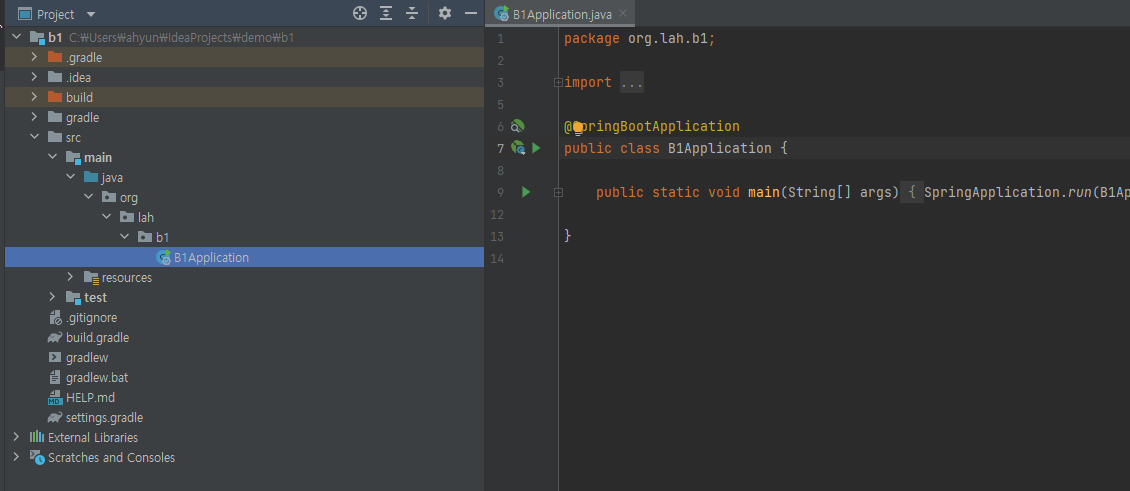 Project
b1 C:₩Users₩ahyun₩IdeaProjects₩demo₩b1
.gradle
.idea
build
gradle
src
main
java
org
lah
b1
B1Application
resources
test
.gitignore
build.gradle
gradlew
gradlew.bat
HELP.md
settings.gradle
External Libraries
Scratches and Consoles
B1Application.java
1 package org.lah.b1;
2
3 import ...
5
6 @SpringBootApplication
7 public class B1Application {
8
9 public static void main(String[] args) { SpringApplication.run(B1Ap
12
13 }
14